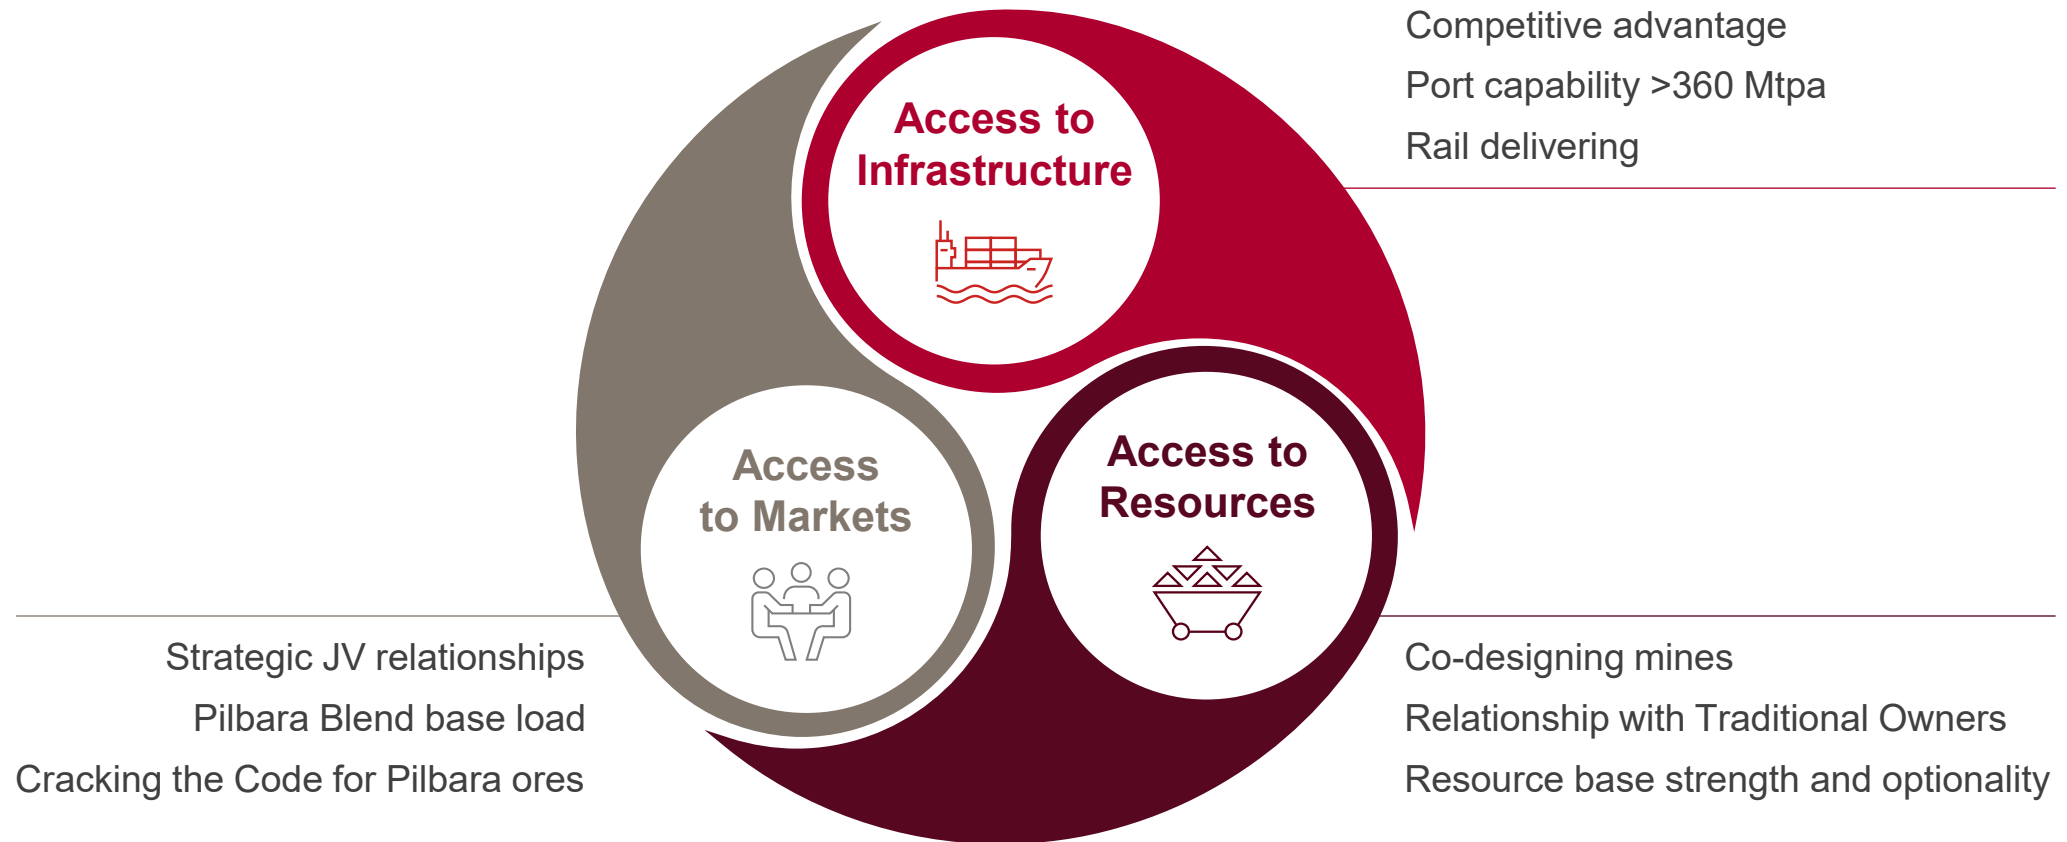 Access to
Infrastructure
Competitive advantage
Port capability >360 Mtpa
Rail delivering
Access
to Markets
Strategic JV relationships
Pilbara Blend base load
Cracking the Code for Pilbara ores
Access to
Resources
Co-designing mines
Relationship with Traditional Owners
Resource base strength and optionality